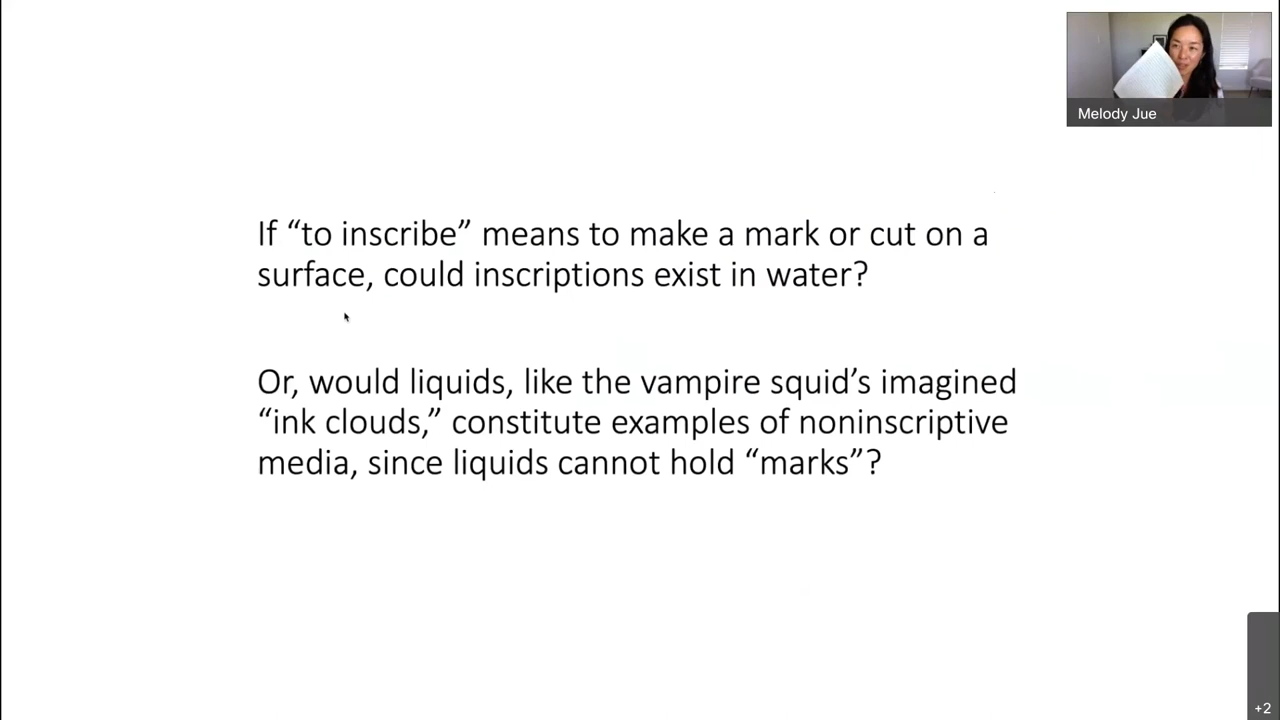 Melody Jue
If “to inscribe” means to make a mark or cut on a
surface, could inscriptions exist in water?
Or, would liquids, like the vampire squid’s imagined
“ink clouds,” constitute examples of noninscriptive
media, since liquids cannot hold “marks”?
+2